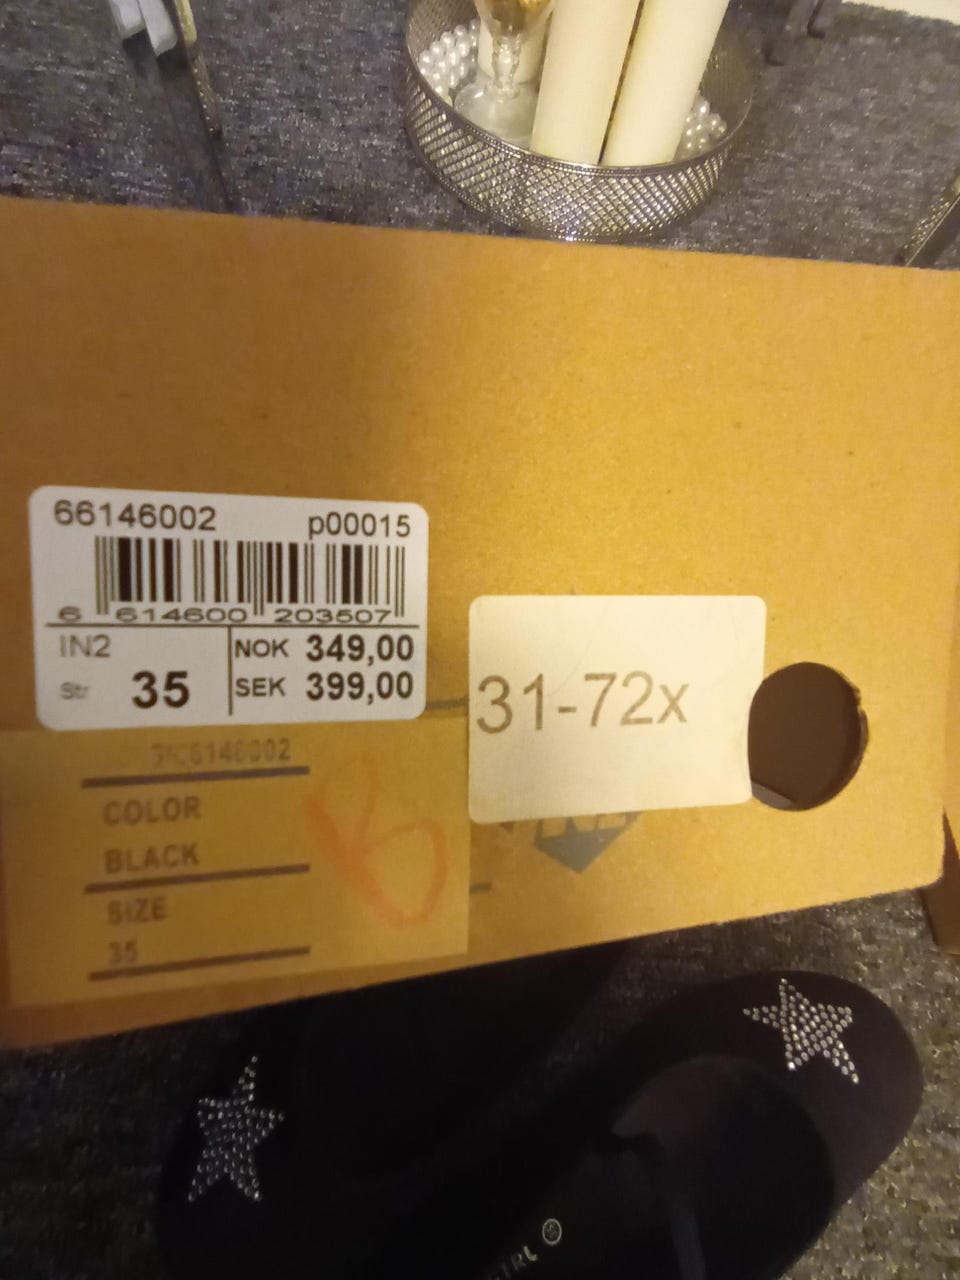 66146002 p00015
6 614600 203507
IN2 NOK 349,00
Str 35 SEK 399,00
31-72x
COLOR
BLACK
SIZE
35
B